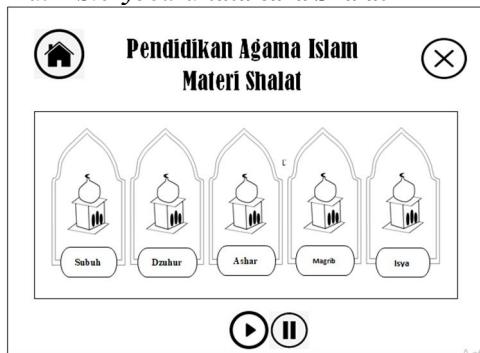 Pendidikan Agama Islam
Materi Shalat
Subuh
Dzuhur
Ashar
Magrib
Isya